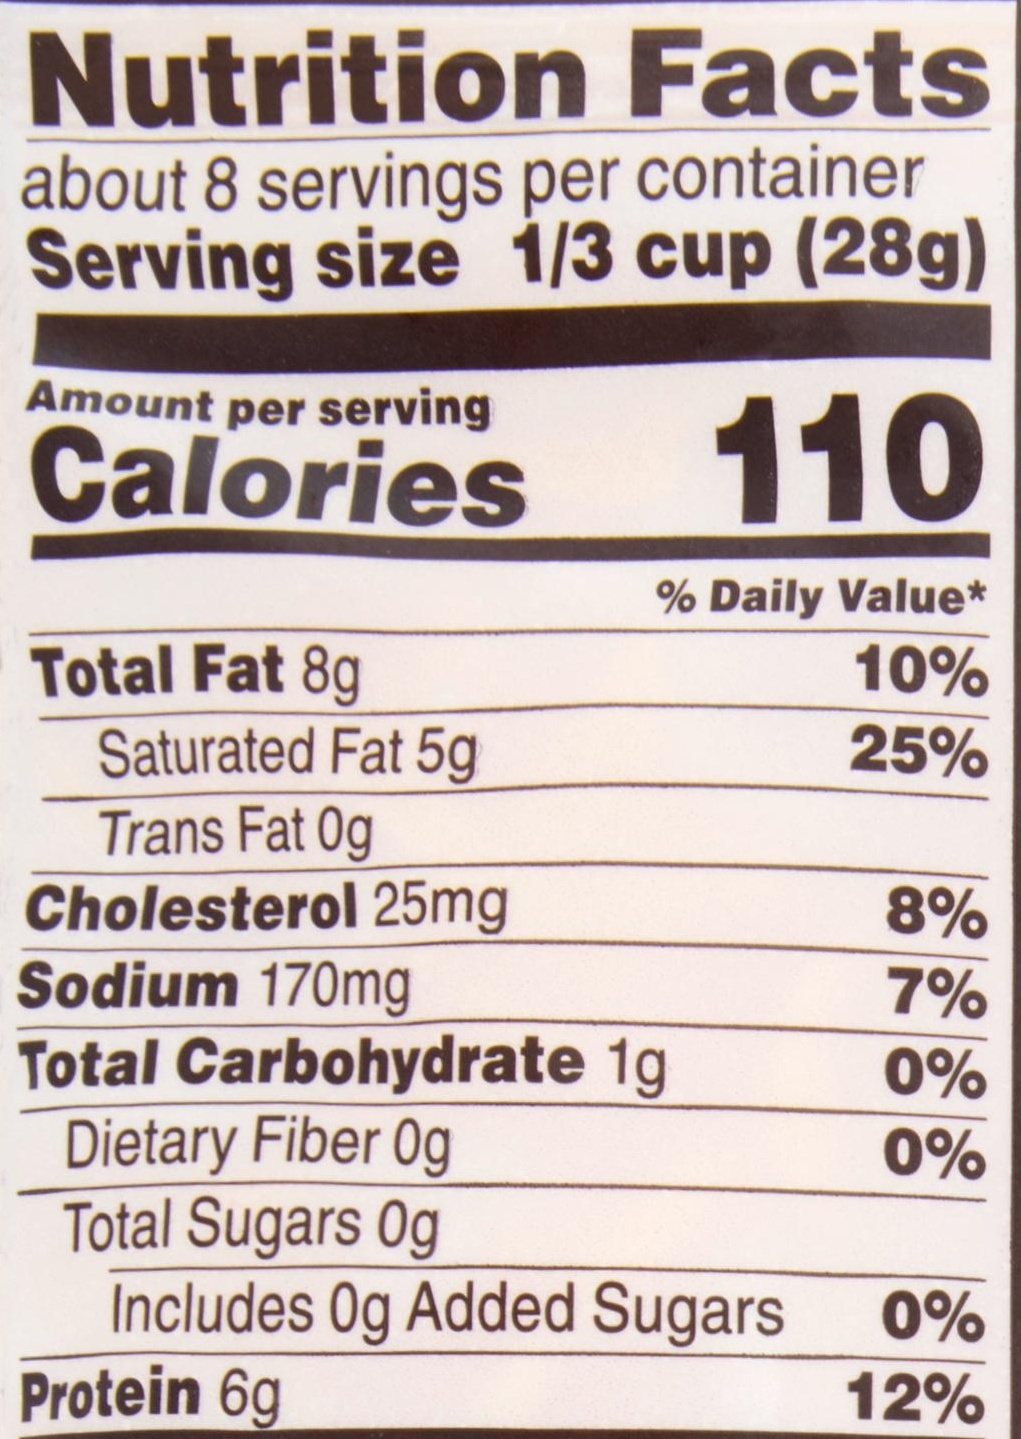 Nutrition Facts
about 8 servings per container
Serving size 1/3 cup (28g)
Amount per serving
Calories 110
% Daily Value*
Total Fat 8g 10%
Saturated Fat 5g 25%
Trans Fat 0g
Cholesterol 25mg 8%
Sodium 170mg 7%
Total Carbohydrate 1g 0%
Dietary Fiber 0g 0%
Total Sugars 0g
Includes 0g Added Sugars 0%
Protein 6g 12%